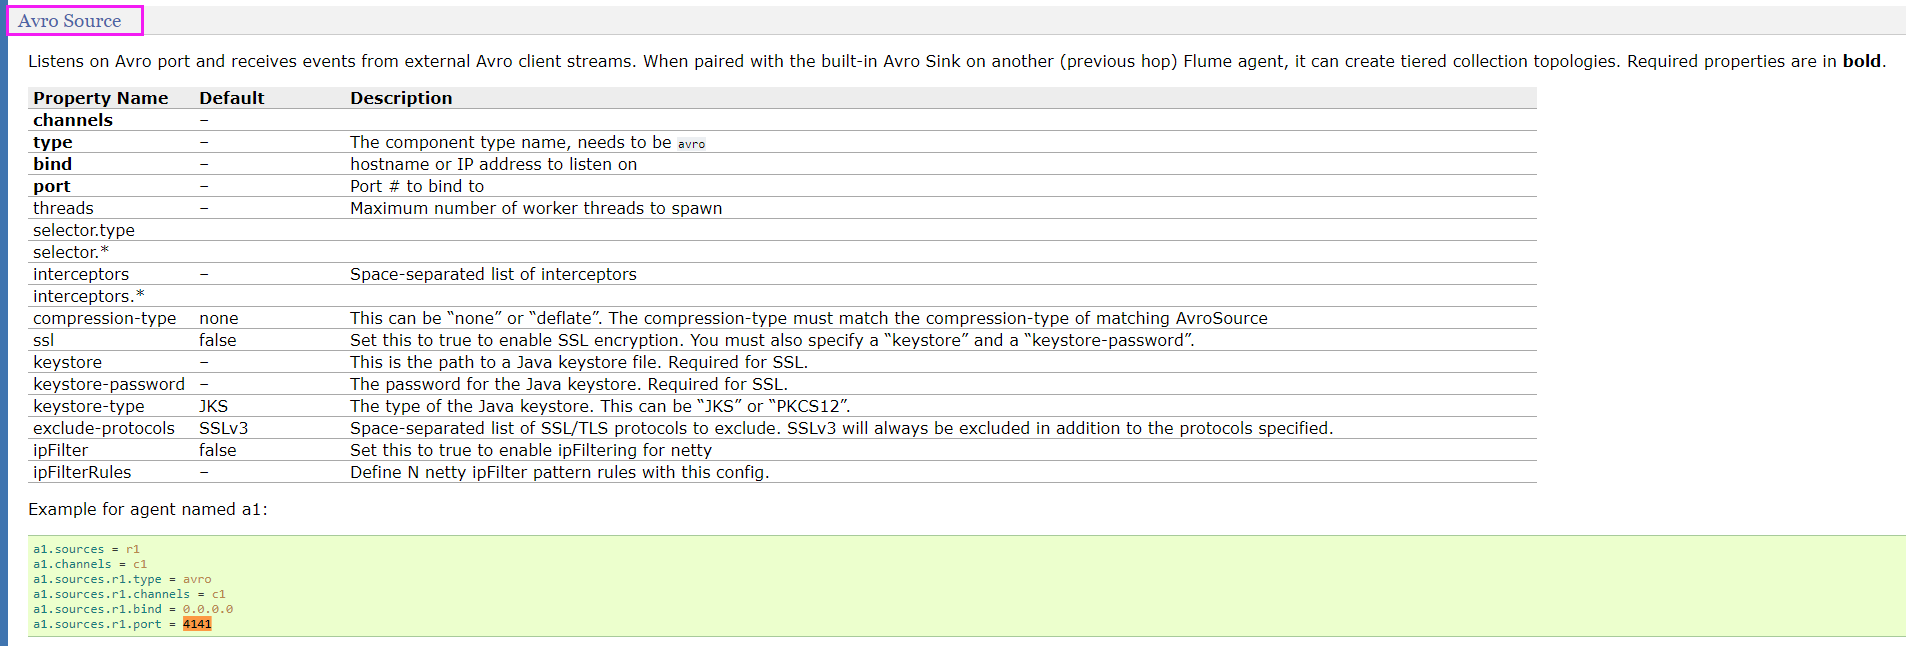 Avro Source
Listens on Avro port and receives events from external Avro client streams. When paired with the built-in Avro Sink on another (previous hop) Flume agent, it can create tiered collection topologies. Required properties are in bold.
Property Name Default Description
channels –
type – The component type name, needs to be avro
bind – hostname or IP address to listen on
port – Port # to bind to
threads – Maximum number of worker threads to spawn
selector.type
selector.*
interceptors – Space-separated list of interceptors
interceptors.*
compression-type none This can be “none” or “deflate”. The compression-type must match the compression-type of matching AvroSource
ssl false Set this to true to enable SSL encryption. You must also specify a “keystore” and a “keystore-password”.
keystore – This is the path to a Java keystore file. Required for SSL.
keystore-password – The password for the Java keystore. Required for SSL.
keystore-type JKS The type of the Java keystore. This can be “JKS” or “PKCS12”.
exclude-protocols SSLv3 Space-separated list of SSL/TLS protocols to exclude. SSLv3 will always be excluded in addition to the protocols specified.
ipFilter false Set this to true to enable ipFiltering for netty
ipFilterRules – Define N netty ipFilter pattern rules with this config.
Example for agent named a1:
a1.sources = r1
a1.channels = c1
a1.sources.r1.type = avro
a1.sources.r1.channels = c1
a1.sources.r1.bind = 0.0.0.0
a1.sources.r1.port = 4141